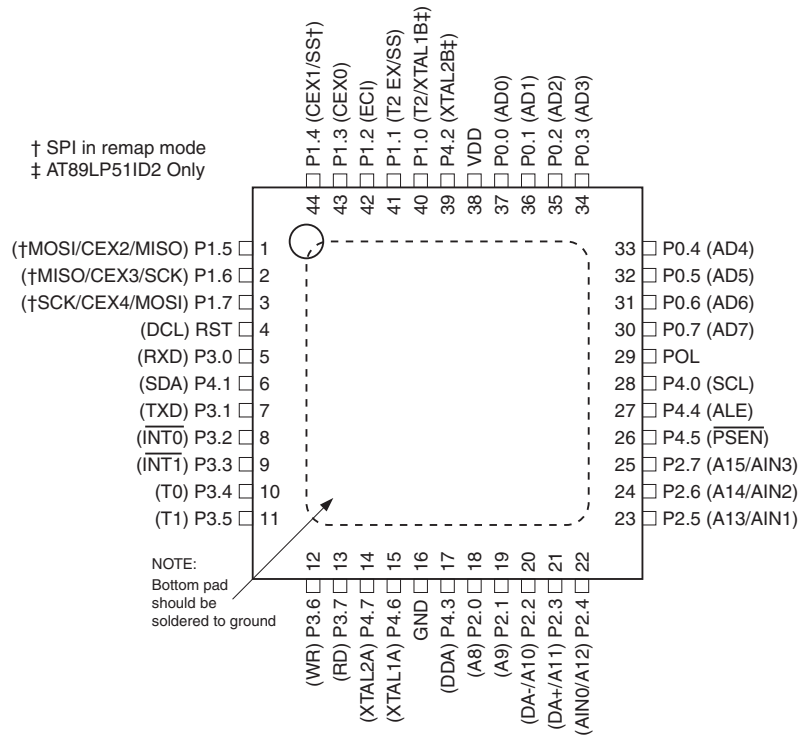 † SPI in remap mode
‡ AT89LP51ID2 Only
P1.4 (CEX1/SS†)
P1.3 (CEX0)
P1.2 (ECI)
P1.1 (T2 EX/SS)
P1.0 (T2/XTAL1B‡)
P4.2 (XTAL2B‡)
VDD
P0.0 (AD0)
P0.1 (AD1)
P0.2 (AD2)
P0.3 (AD3)
44
43
42
41
40
39
38
37
36
35
34
(†MOSI/CEX2/MISO) P1.5 1
(†MISO/CEX3/SCK) P1.6 2
(†SCK/CEX4/MOSI) P1.7 3
(DCL) RST 4
(RXD) P3.0 5
(SDA) P4.1 6
(TXD) P3.1 7
(INT0) P3.2 8
(INT1) P3.3 9
(T0) P3.4 10
(T1) P3.5 11
33 P0.4 (AD4)
32 P0.5 (AD5)
31 P0.6 (AD6)
30 P0.7 (AD7)
29 POL
28 P4.0 (SCL)
27 P4.4 (ALE)
26 P4.5 (PSEN)
25 P2.7 (A15/AIN3)
24 P2.6 (A14/AIN2)
23 P2.5 (A13/AIN1)
NOTE:
Bottom pad
should be
soldered to ground
12
13
14
15
16
17
18
19
20
21
22
(WR) P3.6
(RD) P3.7
(XTAL2A) P4.7
(XTAL1A) P4.6
GND
(DDA) P4.3
(A8) P2.0
(A9) P2.1
(DA-/A10) P2.2
(DA+/A11) P2.3
(AIN0/A12) P2.4